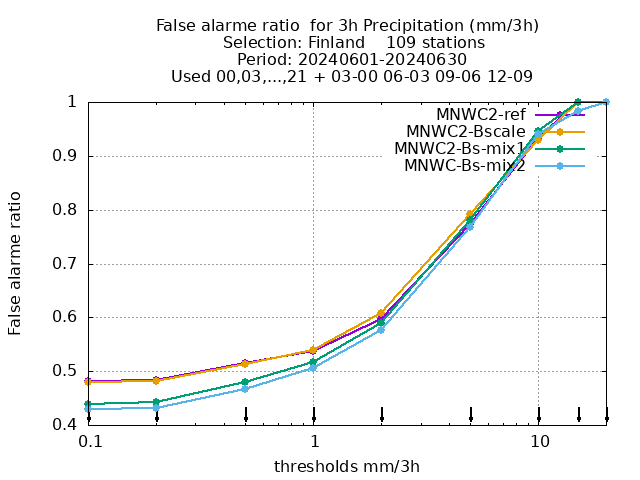 False alarme ratio  for 3h Precipitation (mm/3h)
Selection: Finland    109 stations
Period: 20240601-20240630
Used 00,03,...,21 + 03-00 06-03 09-06 12-09
1
0.9
0.8
0.7
0.6
0.5
0.4
False alarme ratio
MNWC2-ref
MNWC2-Bscale
MNWC2-Bs-mix1
MNWC-Bs-mix2
0.1 1 10
thresholds mm/3h